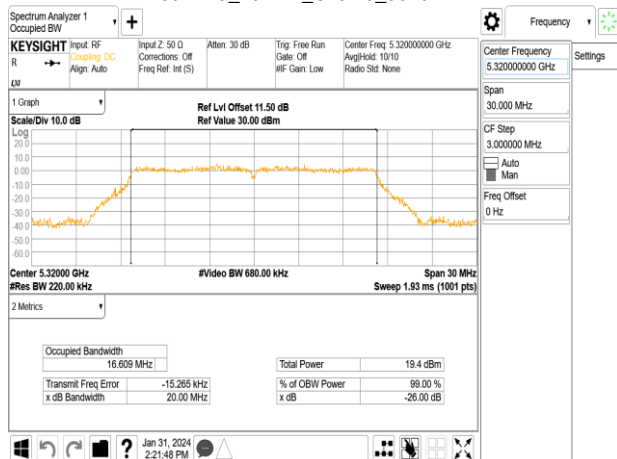 Spectrum Analyzer 1
Occupied BW
Frequency
KEYSIGHT
R
Input: RF
Coupling: DC
Align: Auto
Input Z: 50 Ω
Corrections: Off
Freq Ref: Int (S)
Atten: 30 dB
Trig: Free Run
Gate: Off
#IF Gain: Low
Center Freq: 5.320000000 GHz
Avg|Hold: 10/10
Radio Std: None
LXI
Center Frequency
5.320000000 GHz
Settings
Span
30.000 MHz
CF Step
3.000000 MHz
Auto
Man
Freq Offset
0 Hz
1 Graph
Scale/Div 10.0 dB
Ref Lvl Offset 11.50 dB
Ref Value 30.00 dBm
Log
20.0
10.0
0.00
-10.0
-20.0
-30.0
-40.0
-50.0
-60.0
Center 5.32000 GHz
#Res BW 220.00 kHz
#Video BW 680.00 kHz
Span 30 MHz
Sweep 1.93 ms (1001 pts)
2 Metrics
Occupied Bandwidth
16.609 MHz
Transmit Freq Error -15.265 kHz
x dB Bandwidth 20.00 MHz
Total Power 19.4 dBm
% of OBW Power 99.00 %
x dB -26.00 dB
Jan 31, 2024
2:21:48 PM